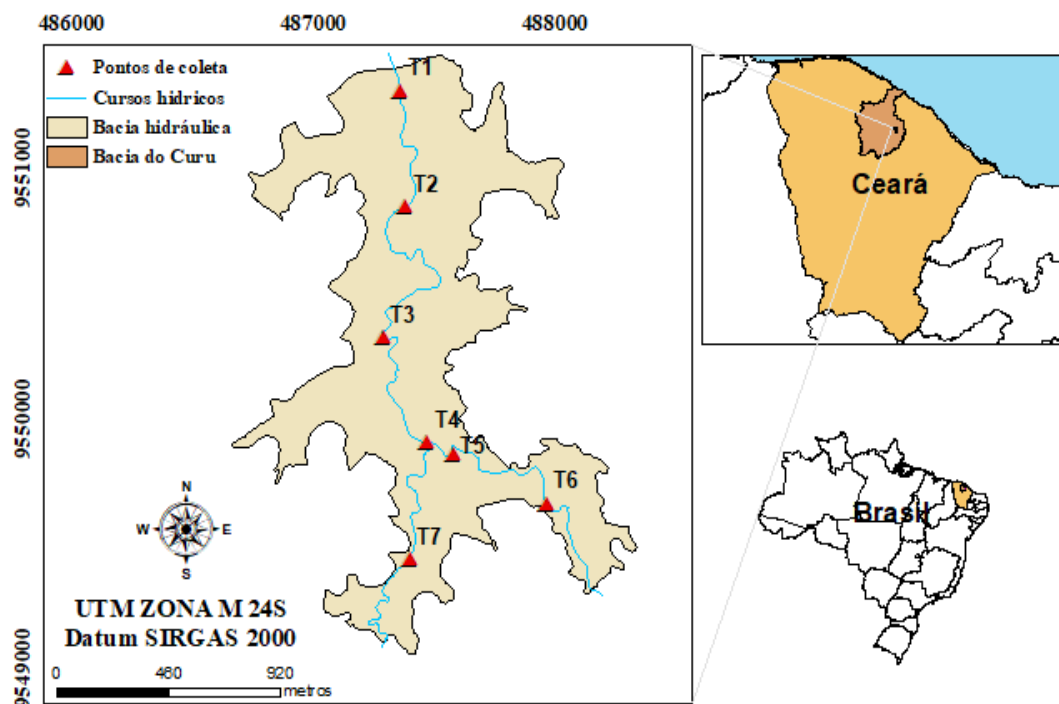 486000 487000 488000
9551000
9550000
9549000
Pontos de coleta
Cursos hídricos
Bacia hidráulica
Bacia do Curu
T1
T2
T3
T4
T5
T6
T7
N
W E
S
UTM ZONA M 24S
Datum SIRGAS 2000
0 460 920
metros
Ceará
Brasil